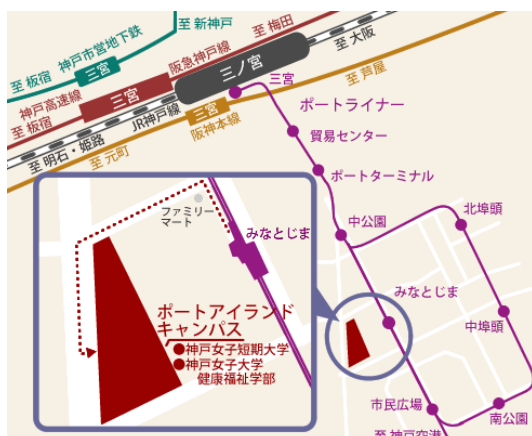 至 新神戸
神戸市営地下鉄
至 板宿
三宮
阪急神戸線
至 梅田
神戸高速線
至 板宿
三宮
三ノ宮
至 大阪
JR神戸線
至 明石・姫路
三宮
阪神本線
至 元町
至 芦屋
三宮
ポートライナー
貿易センター
ポートターミナル
中公園
北埠頭
みなとじま
中埠頭
市民広場
南公園
至 神戸空港
ファミリー
マート
みなとじま
ポートアイランド
キャンパス
●神戸女子短期大学
●神戸女子大学
健康福祉学部